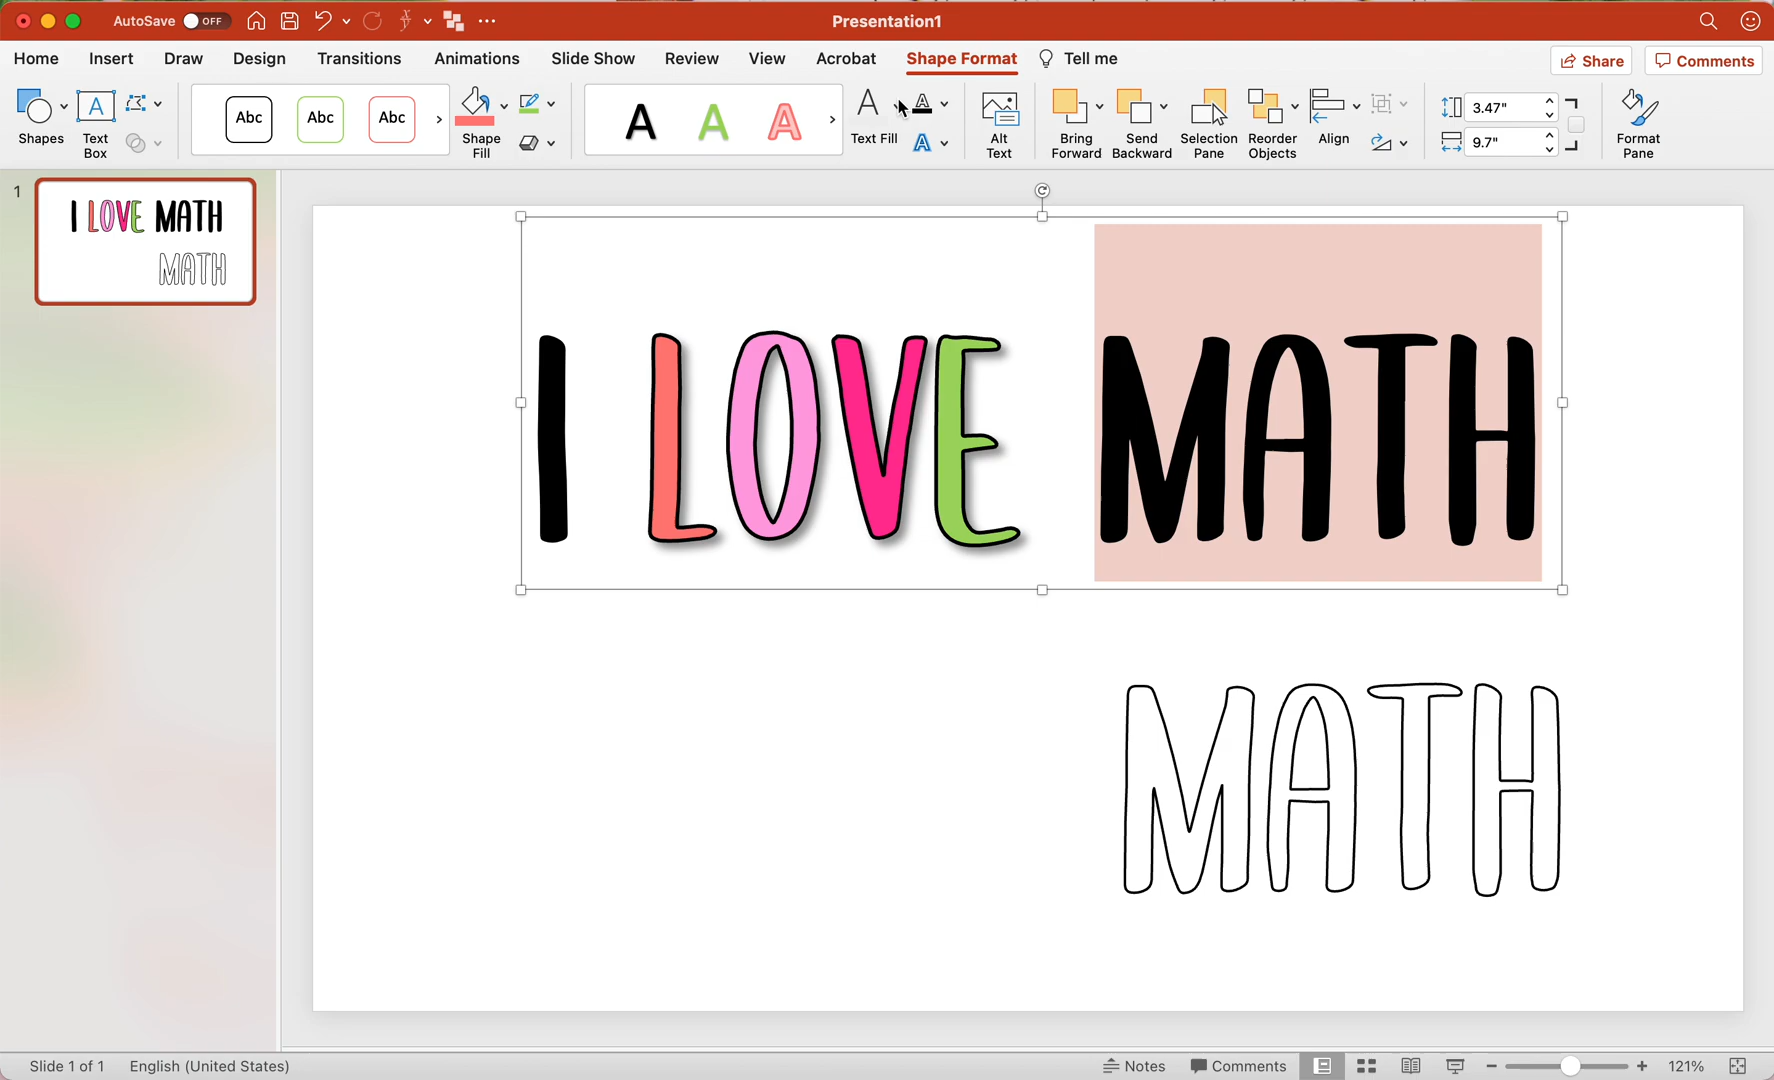 AutoSave OFF Presentation1
Home Insert Draw Design Transitions Animations Slide Show Review View Acrobat Shape Format Tell me Share Comments
Shapes
Text
Box
Abc Abc Abc
Shape
Fill
A A A
A
Text Fill
A
A
Alt
Text
Bring
Forward
Send
Backward
Selection
Pane
Reorder
Objects
Align
3.47"
9.7"
Format
Pane
1
I LOVE MATH
MATH
I LOVE MATH
MATH
Slide 1 of 1 English (United States) Notes Comments 121%